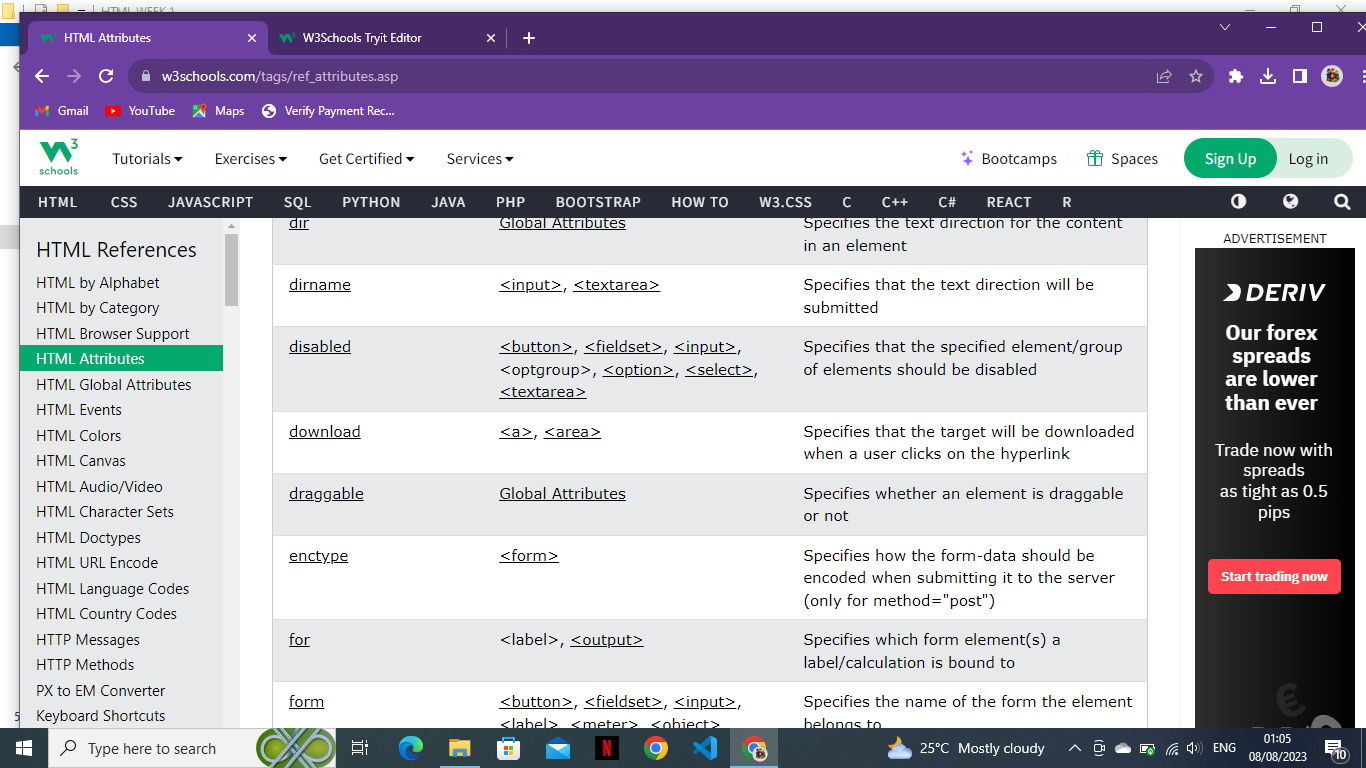 HTML WEEK 1
HTML Attributes
W3Schools Tryit Editor
w3schools.com/tags/ref_attributes.asp
Gmail
YouTube
Maps
Verify Payment Rec...
W3
schools
Tutorials
Exercises
Get Certified
Services
Bootcamps
Spaces
Sign Up
Log in
HTML
CSS
JAVASCRIPT
SQL
PYTHON
JAVA
PHP
BOOTSTRAP
HOW TO
W3.CSS
C
C++
C#
REACT
R
HTML References
HTML by Alphabet
HTML by Category
HTML Browser Support
HTML Attributes
HTML Global Attributes
HTML Events
HTML Colors
HTML Canvas
HTML Audio/Video
HTML Character Sets
HTML Doctypes
HTML URL Encode
HTML Language Codes
HTML Country Codes
HTTP Messages
HTTP Methods
PX to EM Converter
Keyboard Shortcuts
dir
Global Attributes
Specifies the text direction for the content
in an element
dirname
<input>, <textarea>
Specifies that the text direction will be
submitted
disabled
<button>, <fieldset>, <input>,
<optgroup>, <option>, <select>,
<textarea>
Specifies that the specified element/group
of elements should be disabled
download
<a>, <area>
Specifies that the target will be downloaded
when a user clicks on the hyperlink
draggable
Global Attributes
Specifies whether an element is draggable
or not
enctype
<form>
Specifies how the form-data should be
encoded when submitting it to the server
(only for method="post")
for
<label>, <output>
Specifies which form element(s) a
label/calculation is bound to
form
<button>, <fieldset>, <input>,
<label>, <meter>, <object>,
Specifies the name of the form the element
belongs to
ADVERTISEMENT
DERIV
Our forex
spreads
are lower
than ever
Trade now with
spreads
as tight as 0.5
pips
Start trading now
€
5
Type here to search
N
25°C Mostly cloudy
ENG
01:05
08/08/2023
10